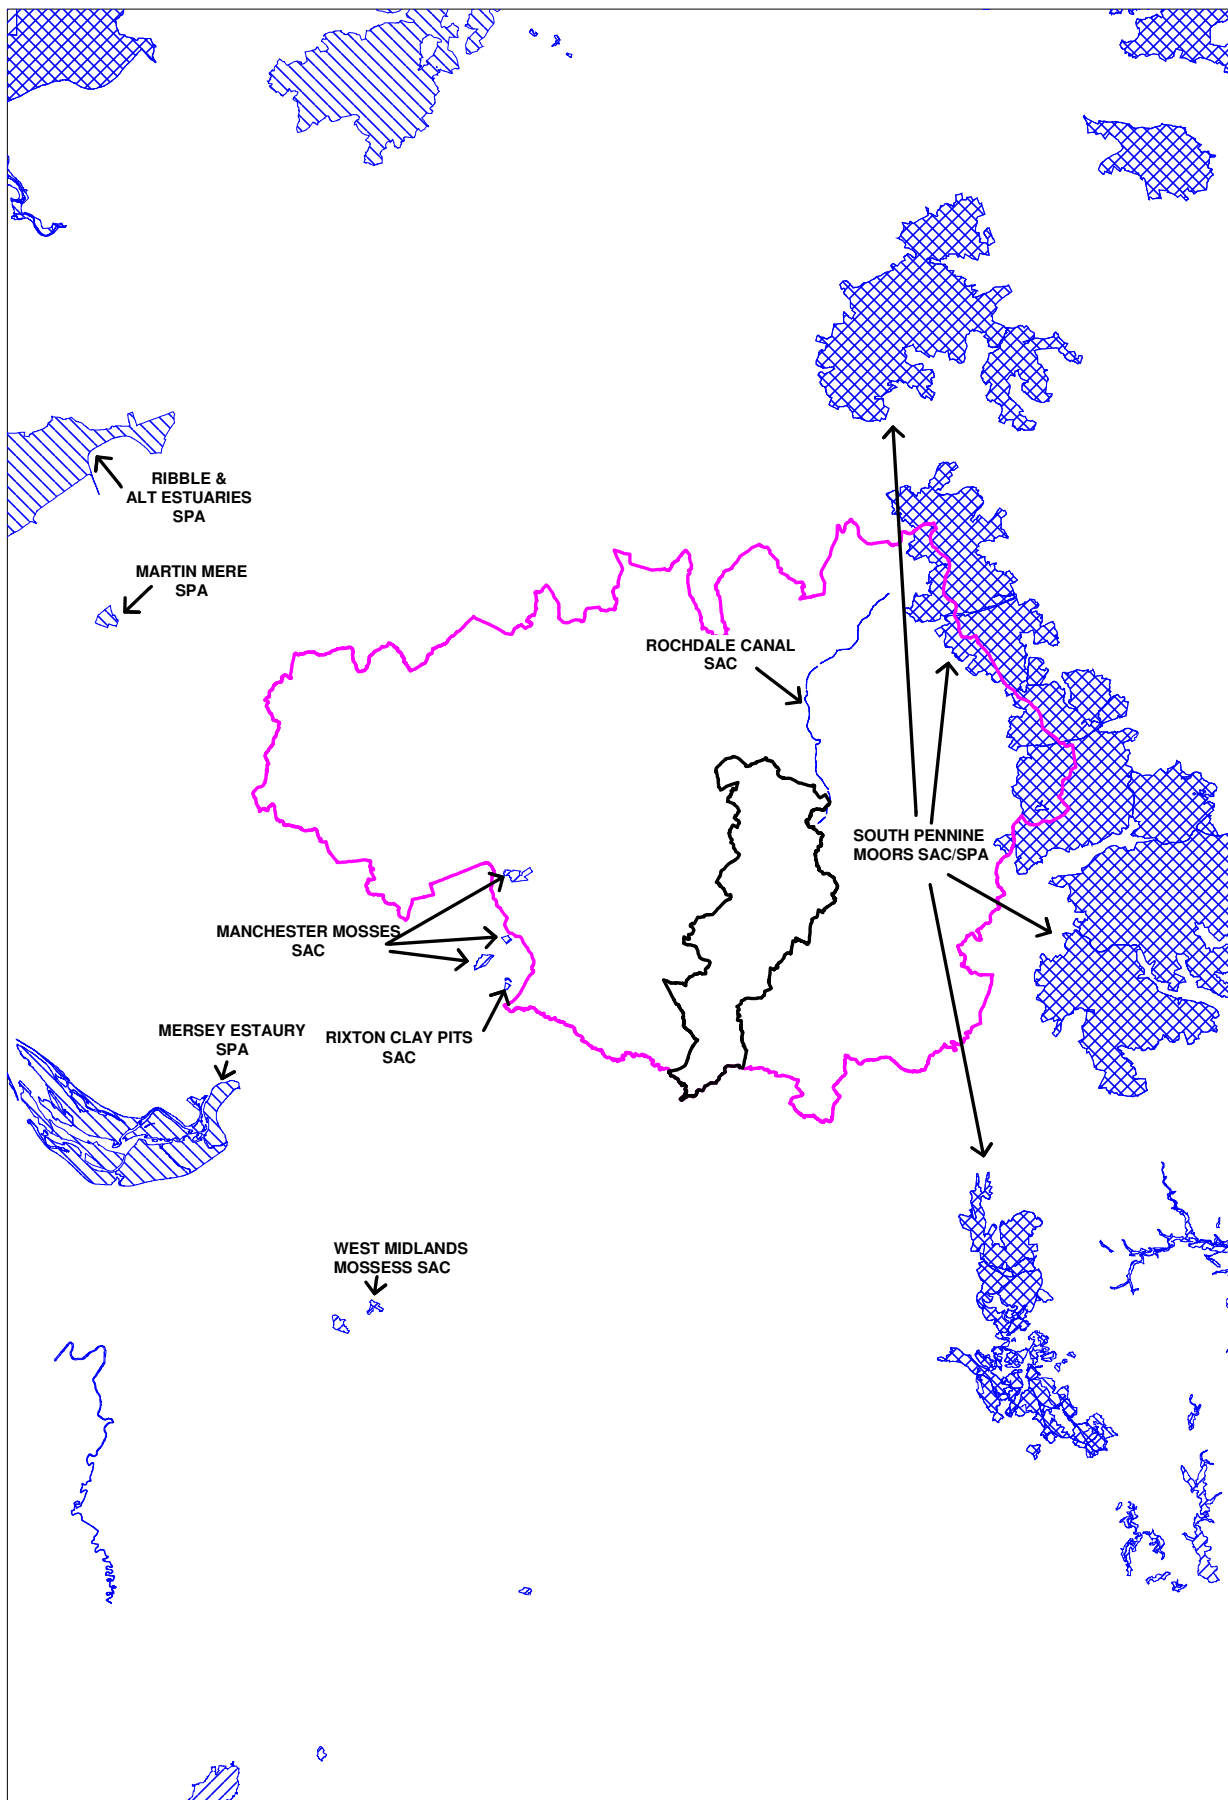 RIBBLE &
ALT ESTUARIES
SPA
MARTIN MERE
SPA
ROCHDALE CANAL
SAC
SOUTH PENNINE
MOORS SAC/SPA
MANCHESTER MOSSES
SAC
MERSEY ESTAURY
SPA
RIXTON CLAY PITS
SAC
WEST MIDLANDS
MOSSESS SAC